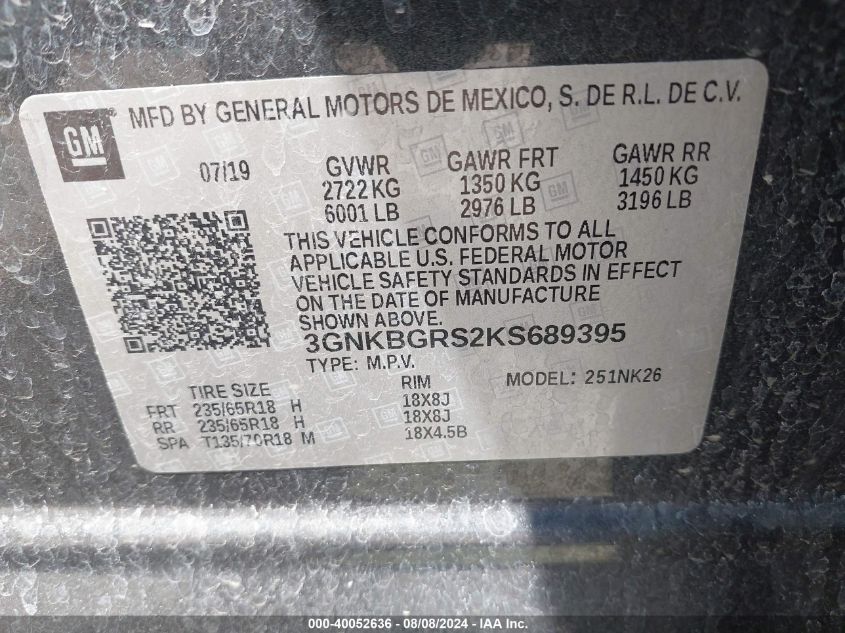 GM
MFD BY GENERAL MOTORS DE MEXICO, S. DE R.L. DE C.V.
07/19 GVWR GAWR FRT GAWR RR
2722 KG 1350 KG 1450 KG
6001 LB 2976 LB 3196 LB
THIS VEHICLE CONFORMS TO ALL
APPLICABLE U.S. FEDERAL MOTOR
VEHICLE SAFETY STANDARDS IN EFFECT
ON THE DATE OF MANUFACTURE
SHOWN ABOVE.
3GNKBGRS2KS689395
TYPE: M.P.V. MODEL: 251NK26
TIRE SIZE RIM
FRT 235/65R18 H 18X8J
RR 235/65R18 H 18X8J
SPA T135/70R18 M 18X4.5B
000-40052636 - 08/08/2024 - IAA, Inc.